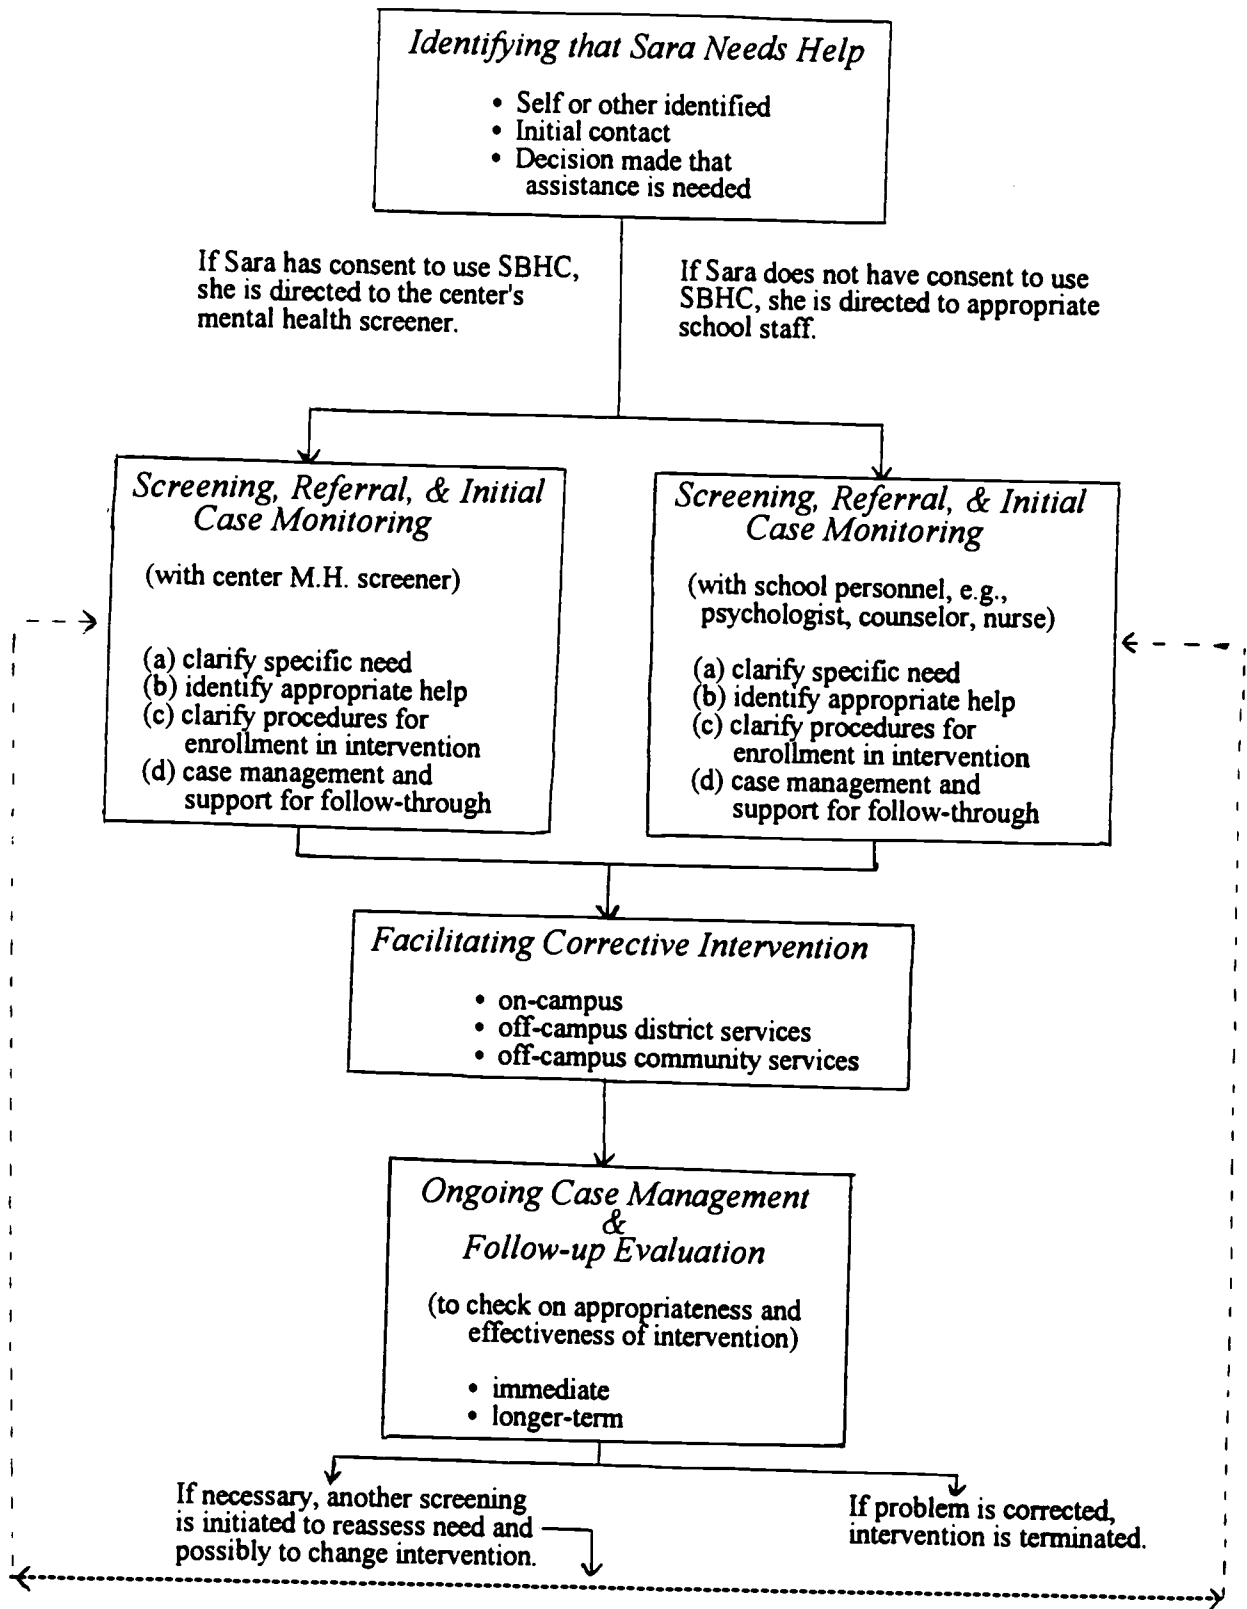 Identifying that Sara Needs Help
• Self or other identified
• Initial contact
• Decision made that
assistance is needed
If Sara has consent to use SBHC,
she is directed to the center's
mental health screener.
If Sara does not have consent to use
SBHC, she is directed to appropriate
school staff.
Screening, Referral, & Initial
Case Monitoring
(with center M.H. screener)
(a) clarify specific need
(b) identify appropriate help
(c) clarify procedures for
enrollment in intervention
(d) case management and
support for follow-through
Screening, Referral, & Initial
Case Monitoring
(with school personnel, e.g.,
psychologist, counselor, nurse)
(a) clarify specific need
(b) identify appropriate help
(c) clarify procedures for
enrollment in intervention
(d) case management and
support for follow-through
Facilitating Corrective Intervention
• on-campus
• off-campus district services
• off-campus community services
Ongoing Case Management
&
Follow-up Evaluation
(to check on appropriateness and
effectiveness of intervention)
• immediate
• longer-term
If necessary, another screening
is initiated to reassess need and
possibly to change intervention.
If problem is corrected,
intervention is terminated.